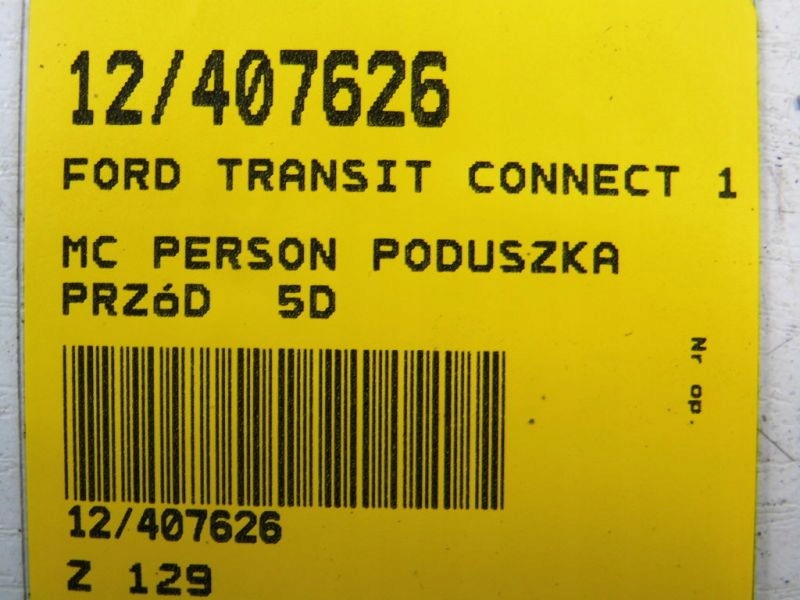 12/407626
FORD TRANSIT CONNECT 1
MC PERSON PODUSZKA
PRZóD 5D
Nr op.
12/407626
Z 129